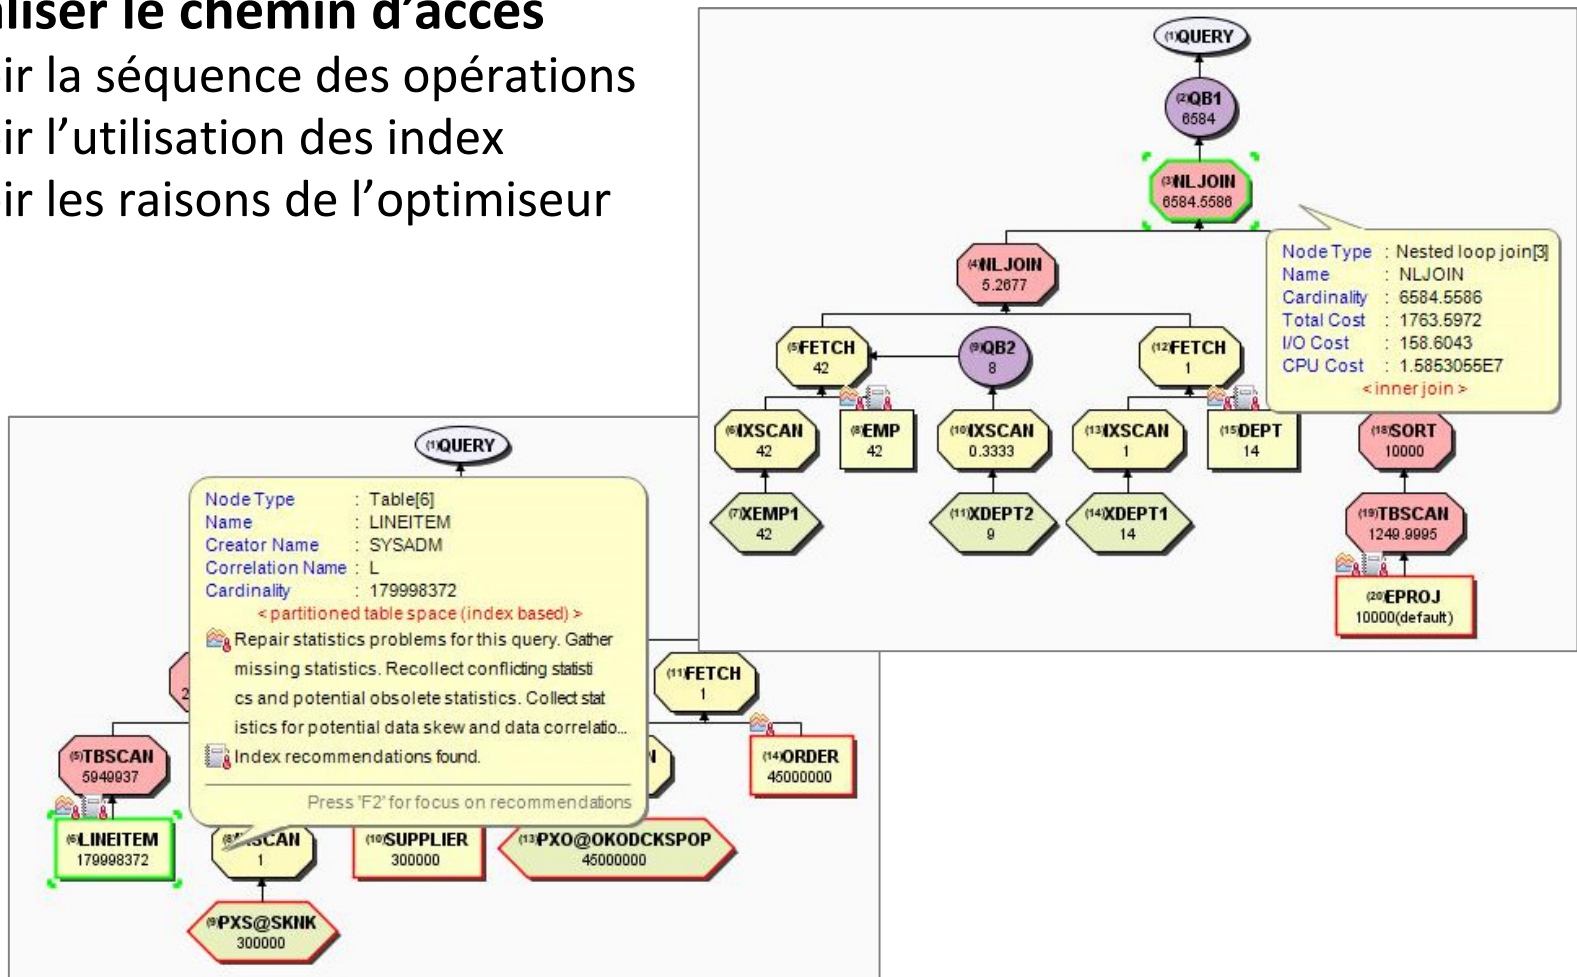 le chemin d’accès
la séquence des opérations
l’utilisation des index
les raisons de l’optimiseur
(1)QUERY
(2)QB1
6584
(3)NLJOIN
6584.5586
(4)NLJOIN
5.2677
Node Type : Nested loop join[3]
Name : NLJOIN
Cardinality : 6584.5586
Total Cost : 1763.5972
I/O Cost : 158.6043
CPU Cost : 1.5853055E7
<inner join>
(5)FETCH
42
(9)QB2
8
(12)FETCH
1
(6)IXSCAN
42
(8)EMP
42
(10)IXSCAN
0.3333
(13)IXSCAN
1
(15)DEPT
14
(18)SORT
10000
(7)XEMP1
42
(11)XDEPT2
9
(14)XDEPT1
14
(19)TBSCAN
1249.9995
(20)EPROJ
10000(default)
(1)QUERY
Node Type : Table[6]
Name : LINEITEM
Creator Name : SYSADM
Correlation Name : L
Cardinality : 179998372
<partitioned table space (index based)>
Repair statistics problems for this query. Gather
missing statistics. Recollect conflicting statisti
cs and potential obsolete statistics. Collect stat
istics for potential data skew and data correlatio...
Index recommendations found.
Press 'F2' for focus on recommendations
(11)FETCH
1
(5)TBSCAN
5949937
(14)ORDER
45000000
(6)LINEITEM
179998372
1
(10)SUPPLIER
300000
(13)PXO@OKODCKSPOP
45000000
(9)PXS@SKNK
300000